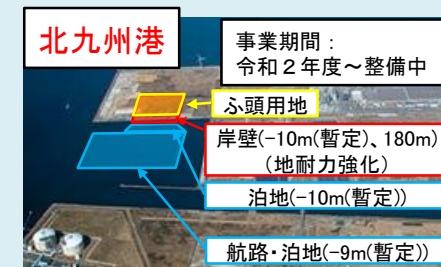 北九州港
事業期間：
令和２年度～整備中
ふ頭用地
岸壁(-10m(暫定)、180m)
(地耐力強化)
泊地(-10m(暫定))
航路・泊地(-9m(暫定))